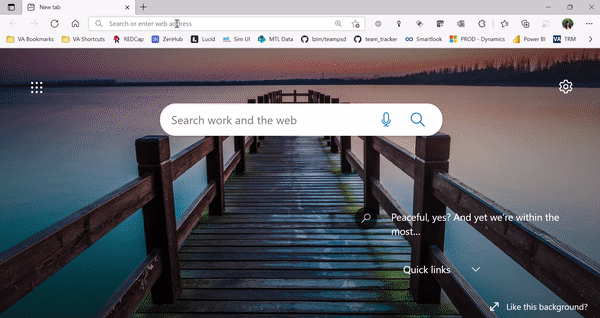 New tab
Search or enter web address
VA Bookmarks VA Shortcuts REDCap ZenHub Lucid Sim UI MTL Data lzim/teampsd team_tracker Smartlook PROD - Dynamics Power BI TRM
Search work and the web
Peaceful, yes? And yet we're within the
most...
Quick links
Like this background?